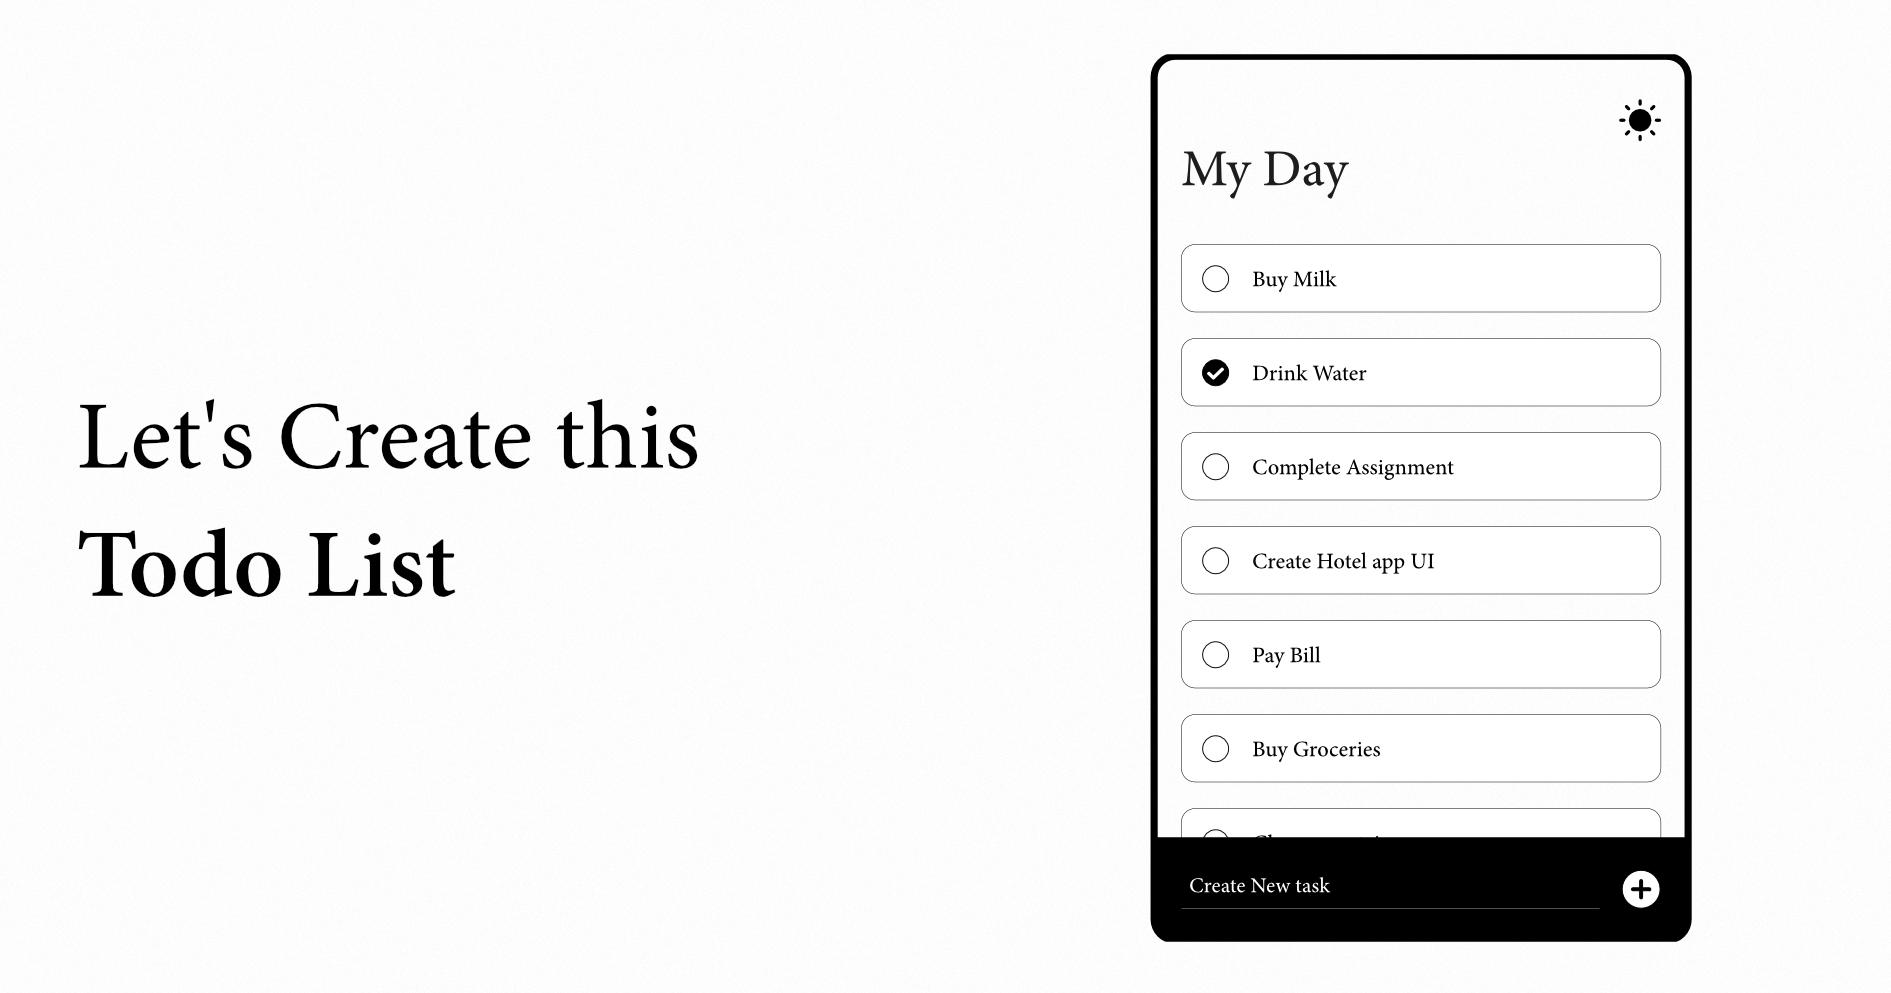 Let's Create this
Todo List
My Day
Buy Milk
Drink Water
Complete Assignment
Create Hotel app UI
Pay Bill
Buy Groceries
Create New task